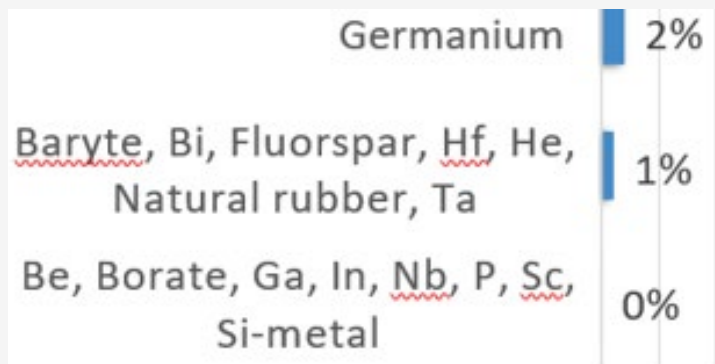 Germanium 2%
Baryte, Bi, Fluorspar, Hf, He,
Natural rubber, Ta
1%
Be, Borate, Ga, In, Nb, P, Sc,
Si-metal
0%